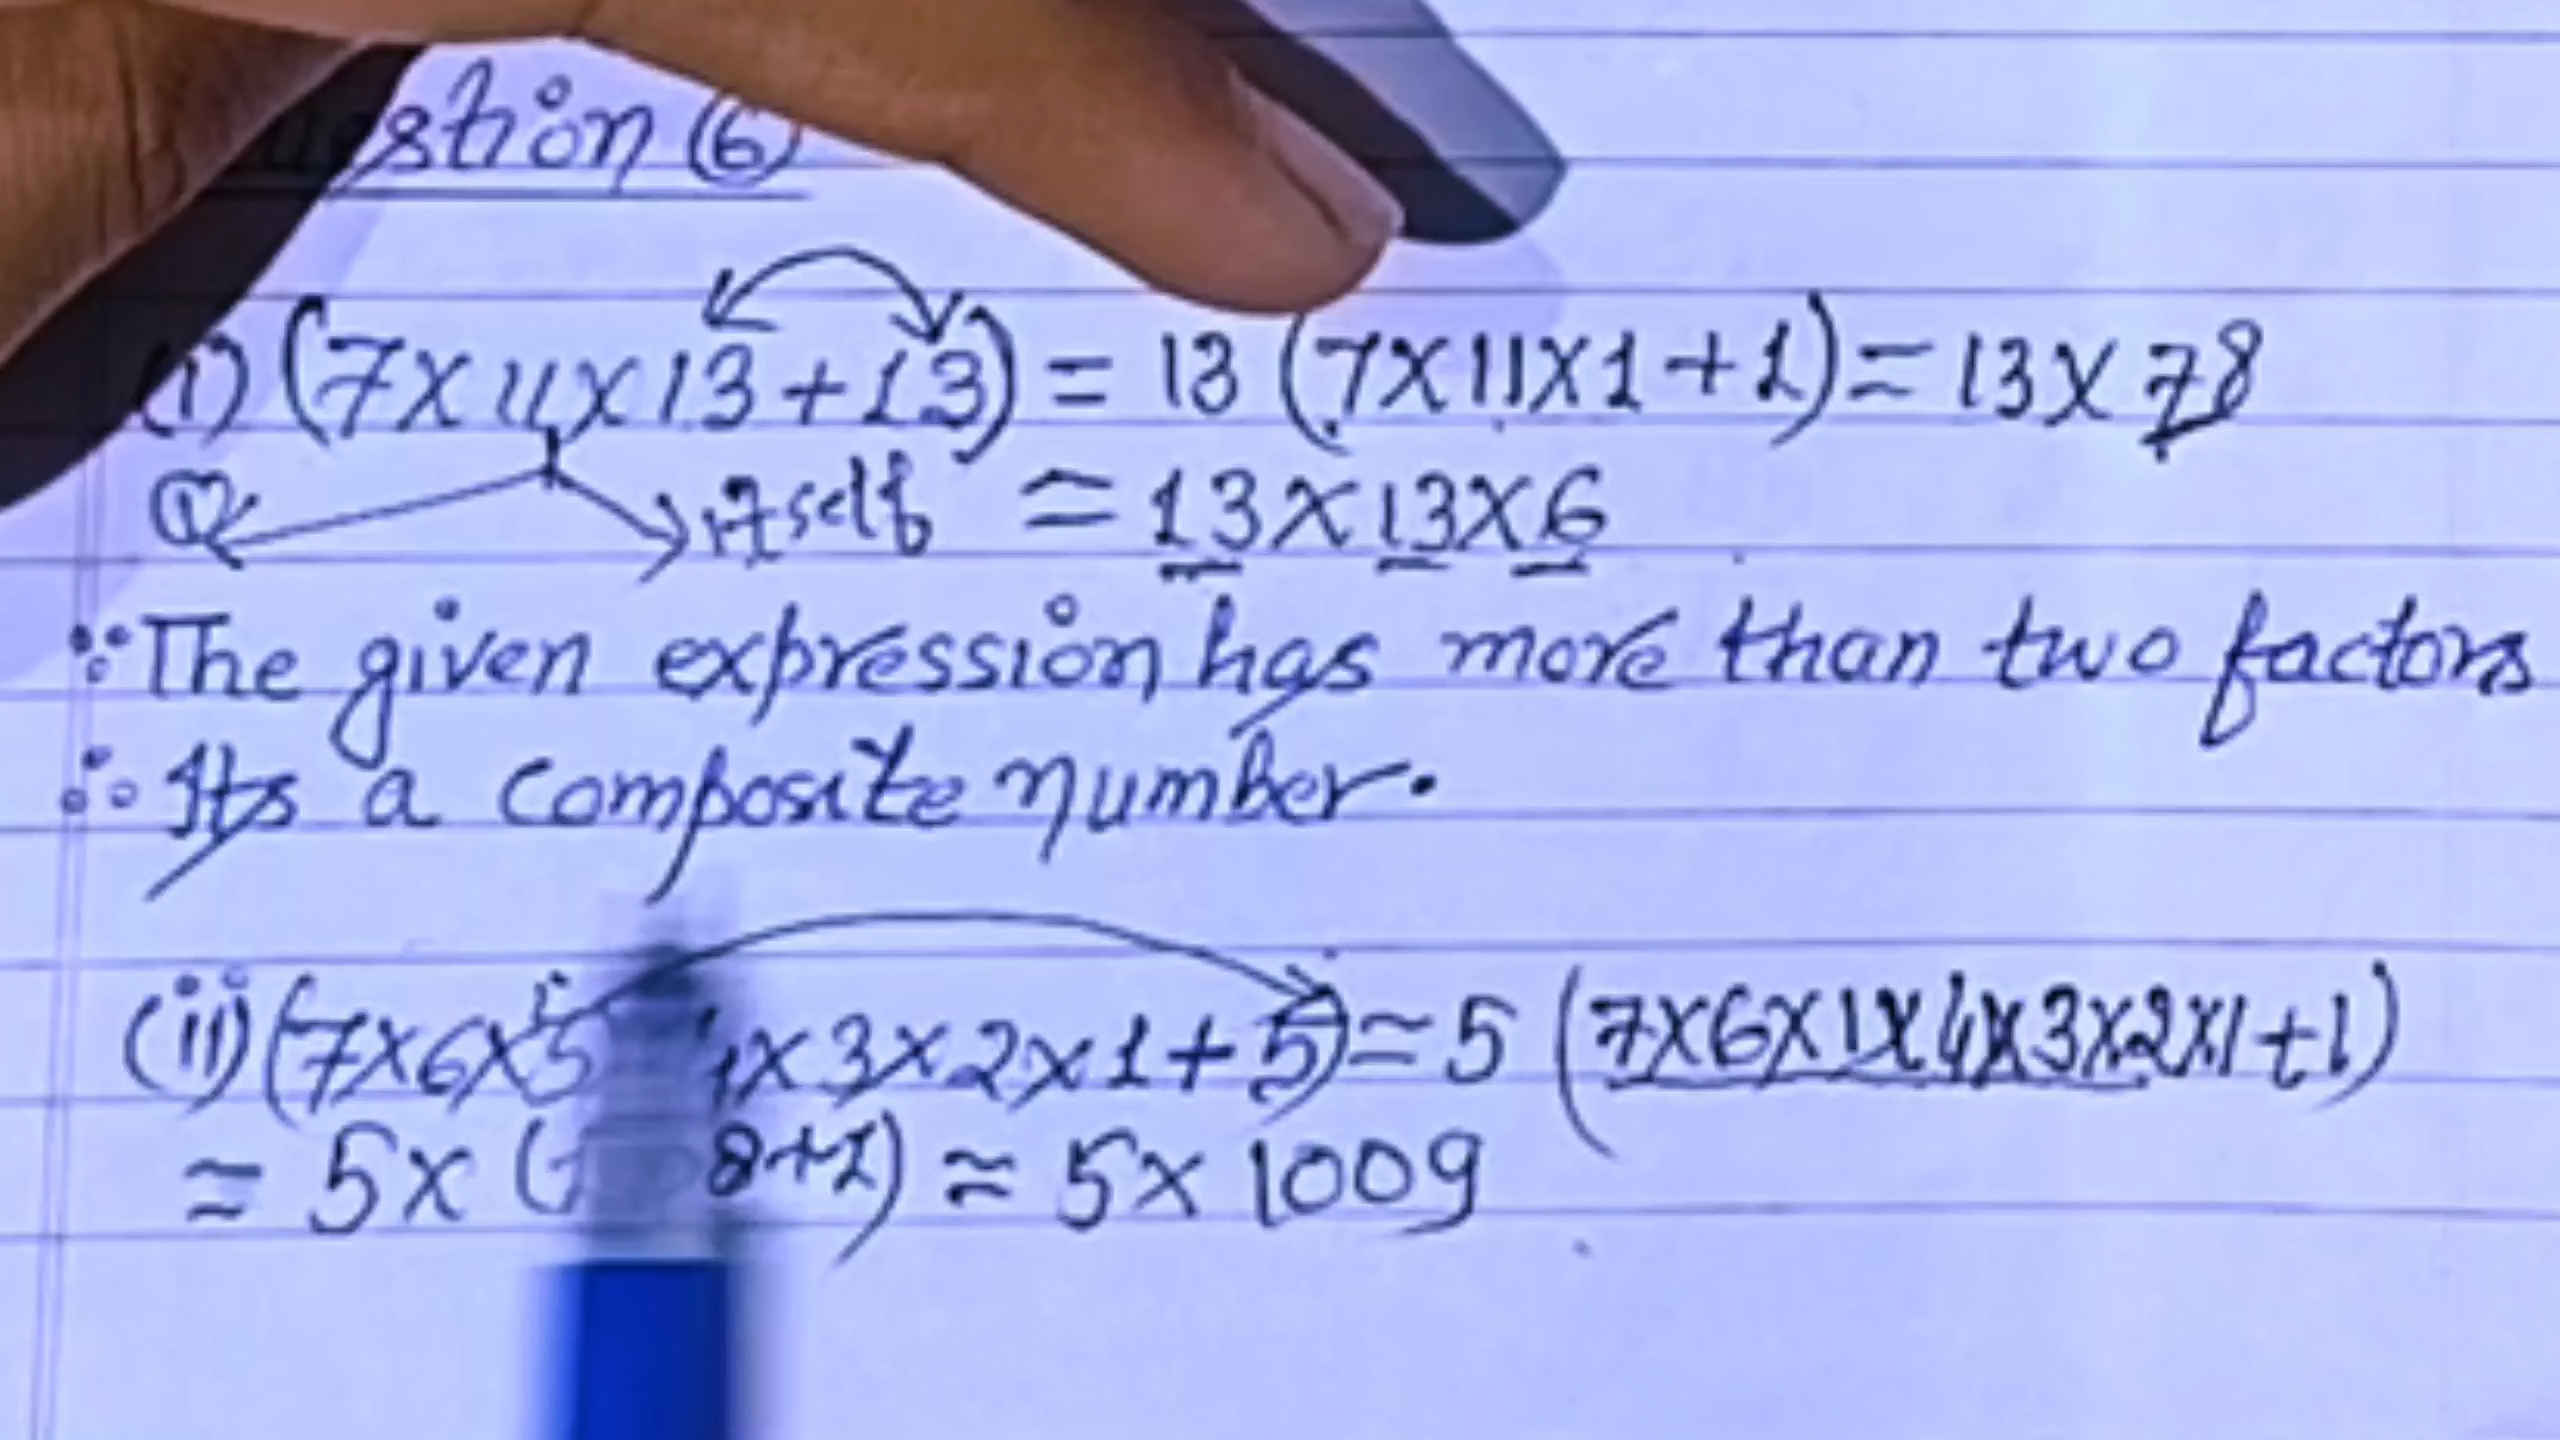 stion (6)
(i) (7×11×13+13) = 13 (7×11×1+1) = 13×78
① itself = 13×13×6
∵ The given expression has more than two factors
∴ Its a composite number.
(ii) (7×6×5 ×3×2×1+5) = 5 (7×6×1×4×3×2×1+1)
= 5×( 8+1) = 5×1009